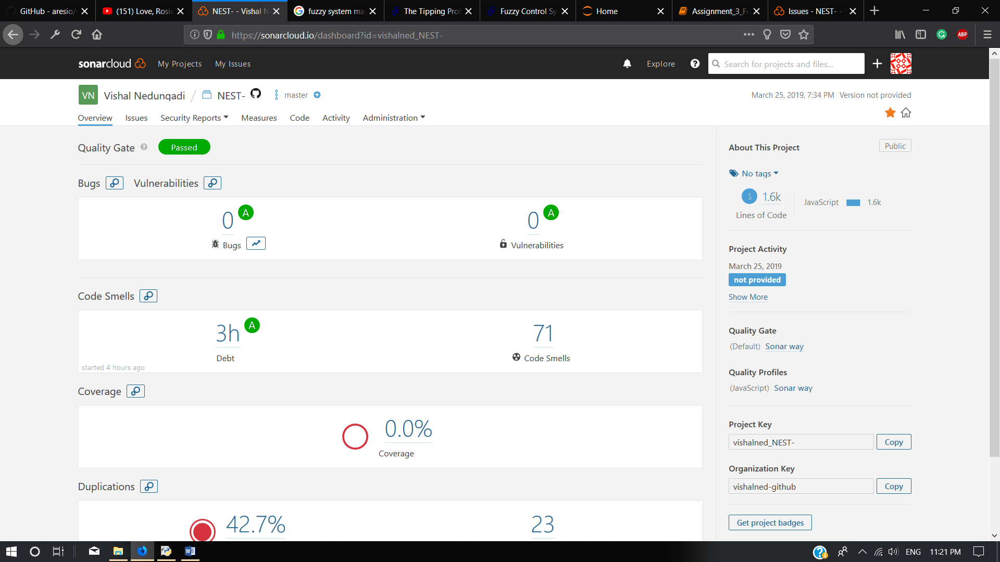 GitHub - aresio/
(151) Love, Rosie
NEST- - Vishal N
fuzzy system ma
The Tipping Pro
Fuzzy Control Sy
Home
Assignment_3_Fu
Issues - NEST- -
https://sonarcloud.io/dashboard?id=vishalned_NEST-
ABP
sonarcloud
My Projects
My Issues
Explore
Search for projects and files...
VN
Vishal Nedungadi / NEST-
master
March 25, 2019, 7:34 PM Version not provided
Overview
Issues
Security Reports
Measures
Code
Activity
Administration
Quality Gate
Passed
Bugs
Vulnerabilities
0 A
Bugs
0 A
Vulnerabilities
Code Smells
3h A
Debt
started 4 hours ago
71
Code Smells
Coverage
0.0%
Coverage
Duplications
42.7%
23
About This Project
Public
No tags
S 1.6k
Lines of Code
JavaScript 1.6k
Project Activity
March 25, 2019
not provided
Show More
Quality Gate
(Default) Sonar way
Quality Profiles
(JavaScript) Sonar way
Project Key
vishalned_NEST-
Copy
Organization Key
vishalned-github
Copy
Get project badges
ENG
11:21 PM